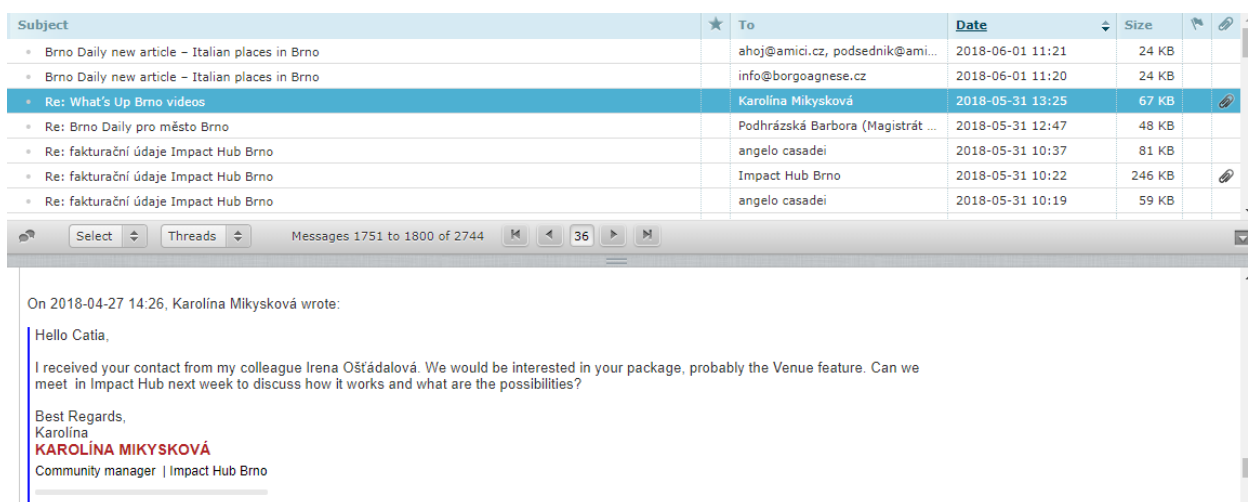 Subject To Date Size
Brno Daily new article – Italian places in Brno ahoj@amici.cz, podsednik@ami... 2018-06-01 11:21 24 KB
Brno Daily new article – Italian places in Brno info@borgoagnese.cz 2018-06-01 11:20 24 KB
Re: What's Up Brno videos Karolína Mikysková 2018-05-31 13:25 67 KB
Re: Brno Daily pro město Brno Podhrázská Barbora (Magistrát ... 2018-05-31 12:47 48 KB
Re: fakturační údaje Impact Hub Brno angelo casadei 2018-05-31 10:37 81 KB
Re: fakturační údaje Impact Hub Brno Impact Hub Brno 2018-05-31 10:22 246 KB
Re: fakturační údaje Impact Hub Brno angelo casadei 2018-05-31 10:19 59 KB
Select Threads Messages 1751 to 1800 of 2744 36
On 2018-04-27 14:26, Karolína Mikysková wrote:
Hello Catia,
I received your contact from my colleague Irena Ošťádalová. We would be interested in your package, probably the Venue feature. Can we
meet in Impact Hub next week to discuss how it works and what are the possibilities?
Best Regards,
Karolína
KAROLÍNA MIKYSKOVÁ
Community manager | Impact Hub Brno